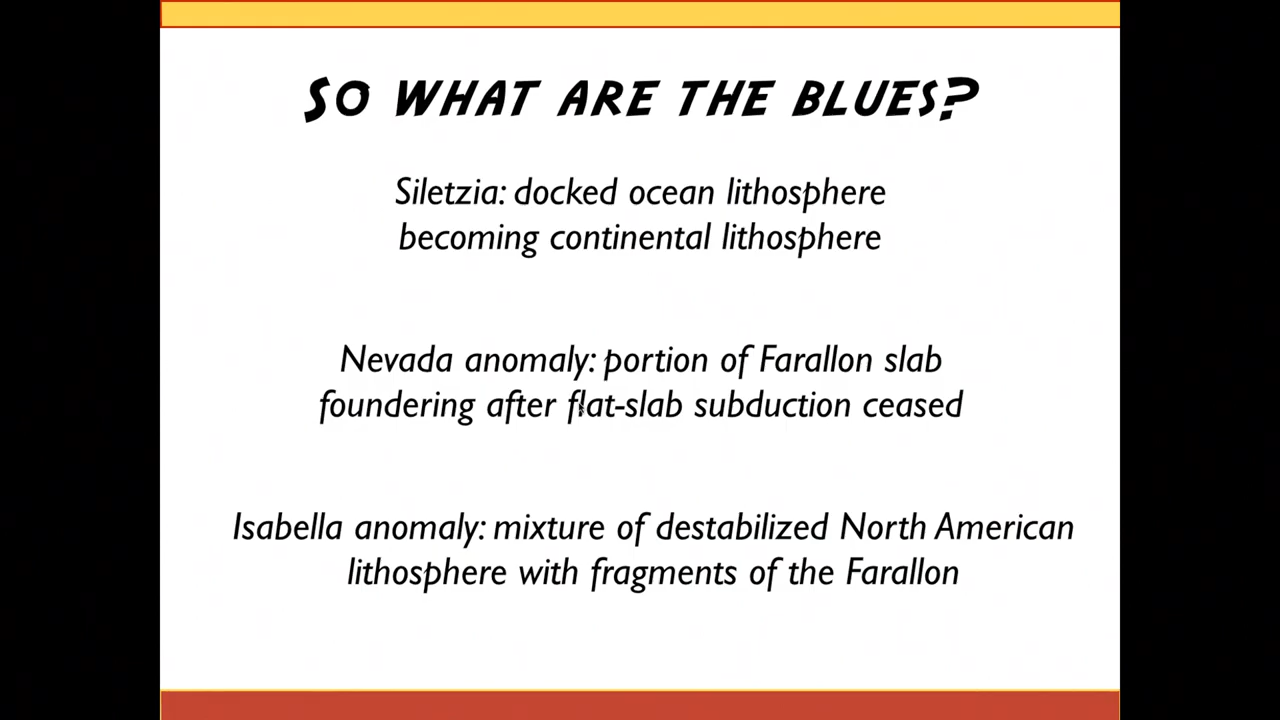 SO WHAT ARE THE BLUES?
Siletzia: docked ocean lithosphere
becoming continental lithosphere
Nevada anomaly: portion of Farallon slab
foundering after flat-slab subduction ceased
Isabella anomaly: mixture of destabilized North American
lithosphere with fragments of the Farallon